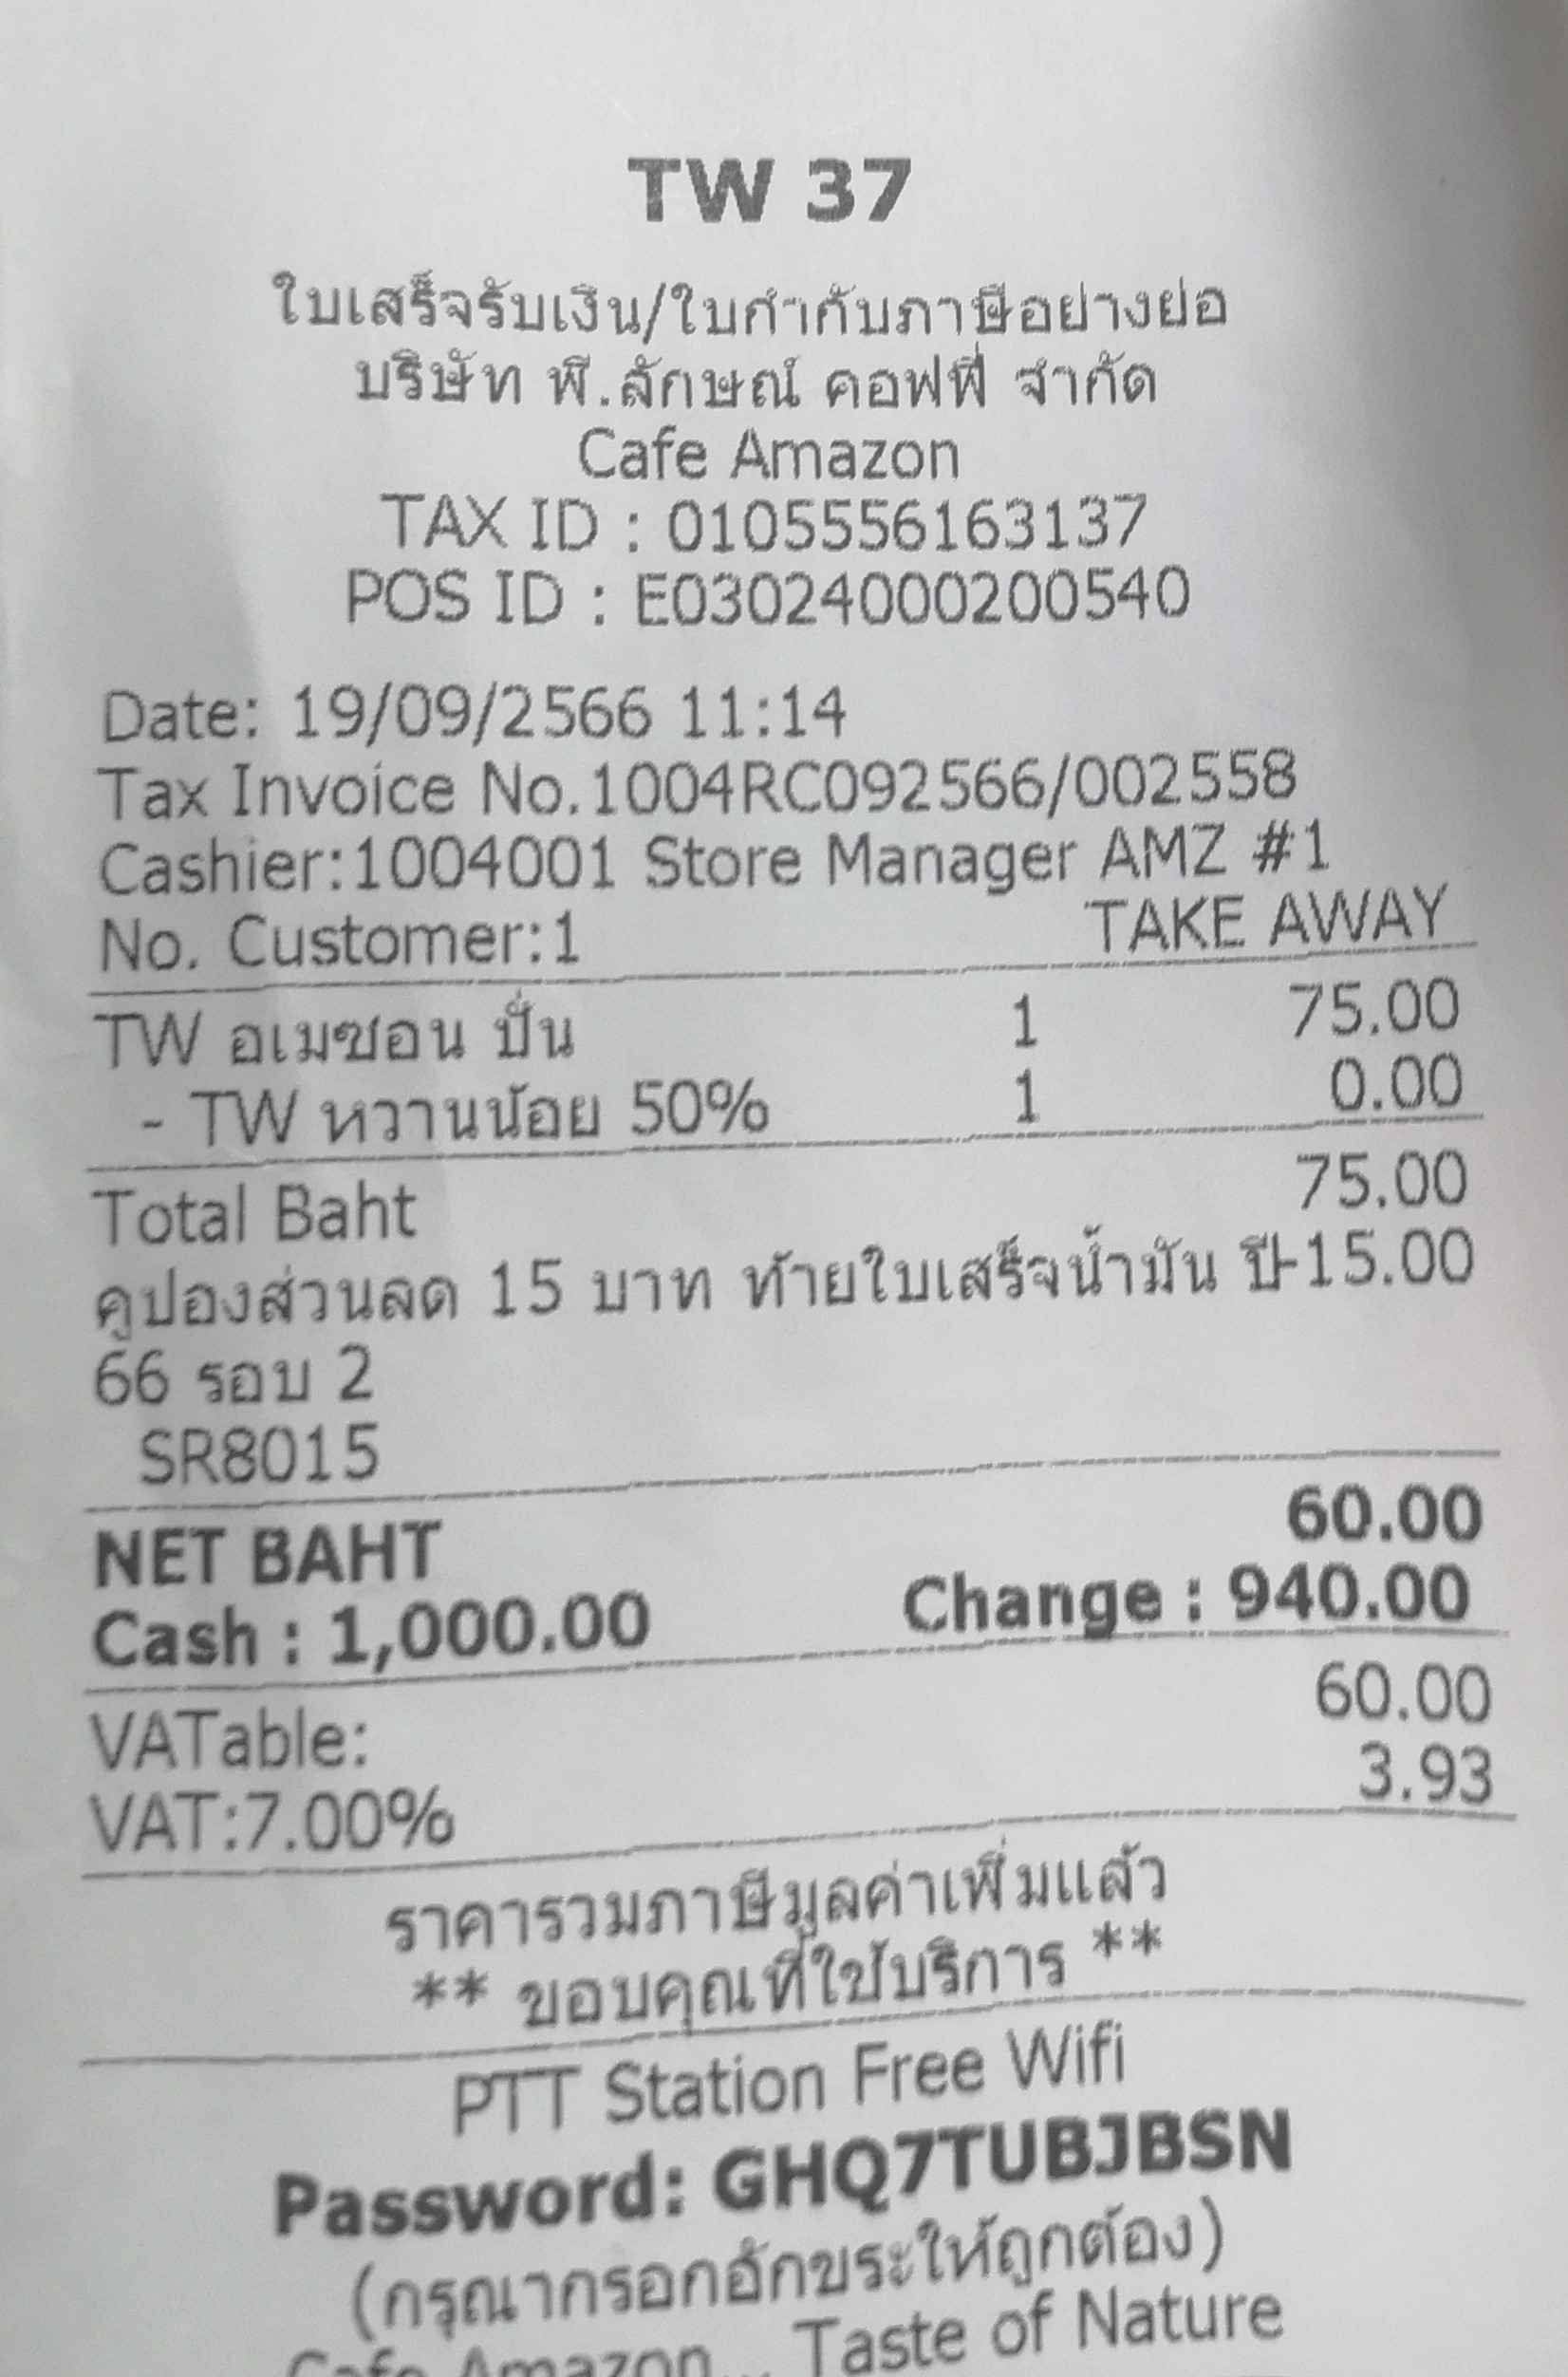 TW 37
ใบเสร็จรับเงิน/ใบกำกับภาษีอย่างย่อ
บริษัท พี.ลักษณ์ คอฟฟี่ จำกัด
Cafe Amazon
TAX ID : 0105556163137
POS ID : E03024000200540
Date: 19/09/2566 11:14
Tax Invoice No.1004RC092566/002558
Cashier:1004001 Store Manager AMZ #1
No. Customer:1 TAKE AWAY
TW อเมซอน ปั่น 1 75.00
- TW หวานน้อย 50% 1 0.00
Total Baht 75.00
คูปองส่วนลด 15 บาท ท้ายใบเสร็จน้ำมัน ปี-15.00
66 รอบ 2
SR8015
NET BAHT 60.00
Cash : 1,000.00 Change : 940.00
VATable: 60.00
VAT:7.00% 3.93
ราคารวมภาษีมูลค่าเพิ่มแล้ว
** ขอบคุณที่ใช้บริการ **
PTT Station Free Wifi
Password: GHQ7TUBJBSN
(กรุณากรอกอักขระให้ถูกต้อง)
Cafe Amazon... Taste of Nature